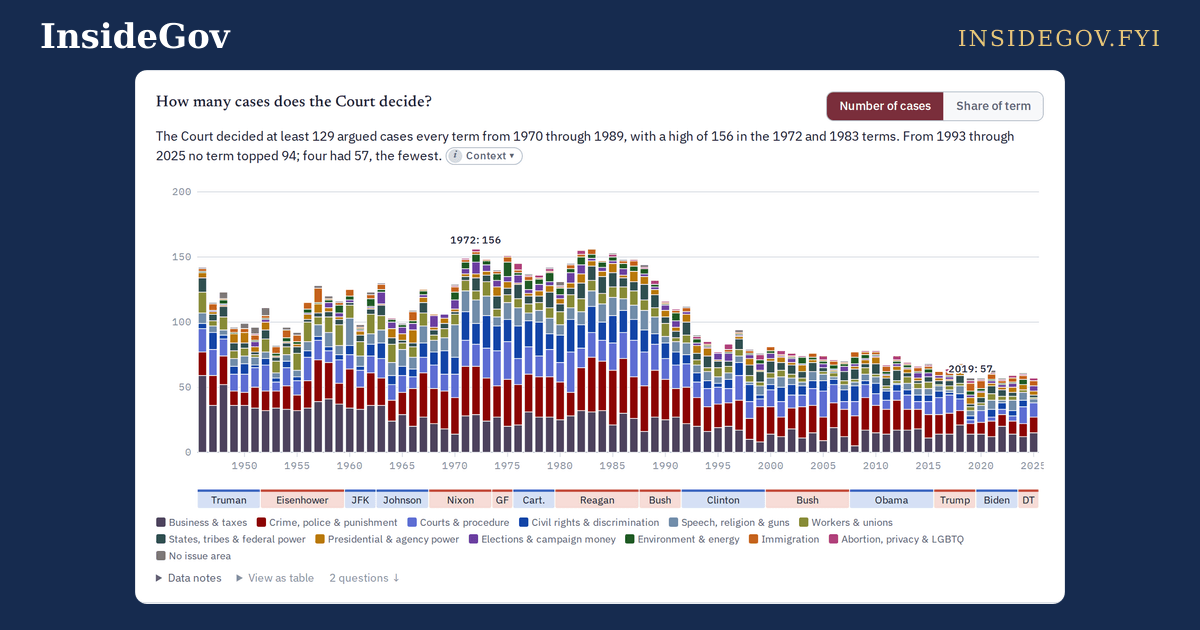 InsideGov
INSIDEGOV.FYI
How many cases does the Court decide?
Number of cases
Share of term
The Court decided at least 129 argued cases every term from 1970 through 1989, with a high of 156 in the 1972 and 1983 terms. From 1993 through
2025 no term topped 94; four had 57, the fewest.
i Context ▾
200
150
100
50
0
1972: 156
2019: 57
1950 1955 1960 1965 1970 1975 1980 1985 1990 1995 2000 2005 2010 2015 2020 2025
Truman Eisenhower JFK Johnson Nixon GF Cart. Reagan Bush Clinton Bush Obama Trump Biden DT
Business & taxes Crime, police & punishment Courts & procedure Civil rights & discrimination Speech, religion & guns Workers & unions
States, tribes & federal power Presidential & agency power Elections & campaign money Environment & energy Immigration Abortion, privacy & LGBTQ
No issue area
▶ Data notes ▶ View as table 2 questions ↓